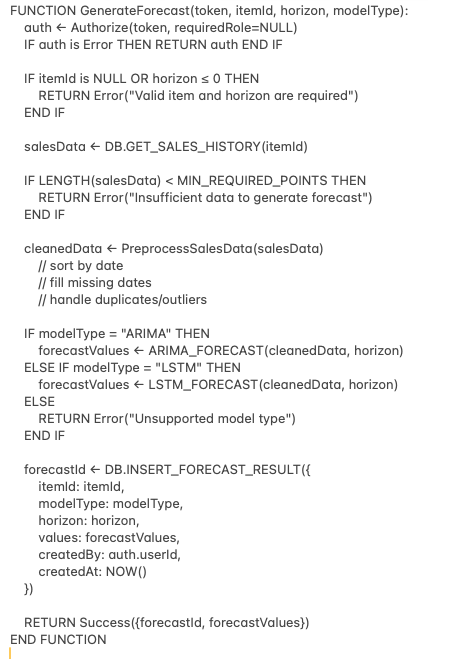 FUNCTION GenerateForecast(token, itemId, horizon, modelType):
auth ← Authorize(token, requiredRole=NULL)
IF auth is Error THEN RETURN auth END IF
IF itemId is NULL OR horizon ≤ 0 THEN
RETURN Error("Valid item and horizon are required")
END IF
salesData ← DB.GET_SALES_HISTORY(itemId)
IF LENGTH(salesData) < MIN_REQUIRED_POINTS THEN
RETURN Error("Insufficient data to generate forecast")
END IF
cleanedData ← PreprocessSalesData(salesData)
// sort by date
// fill missing dates
// handle duplicates/outliers
IF modelType = "ARIMA" THEN
forecastValues ← ARIMA_FORECAST(cleanedData, horizon)
ELSE IF modelType = "LSTM" THEN
forecastValues ← LSTM_FORECAST(cleanedData, horizon)
ELSE
RETURN Error("Unsupported model type")
END IF
forecastId ← DB.INSERT_FORECAST_RESULT({
itemId: itemId,
modelType: modelType,
horizon: horizon,
values: forecastValues,
createdBy: auth.userId,
createdAt: NOW()
})
RETURN Success({forecastId, forecastValues})
END FUNCTION